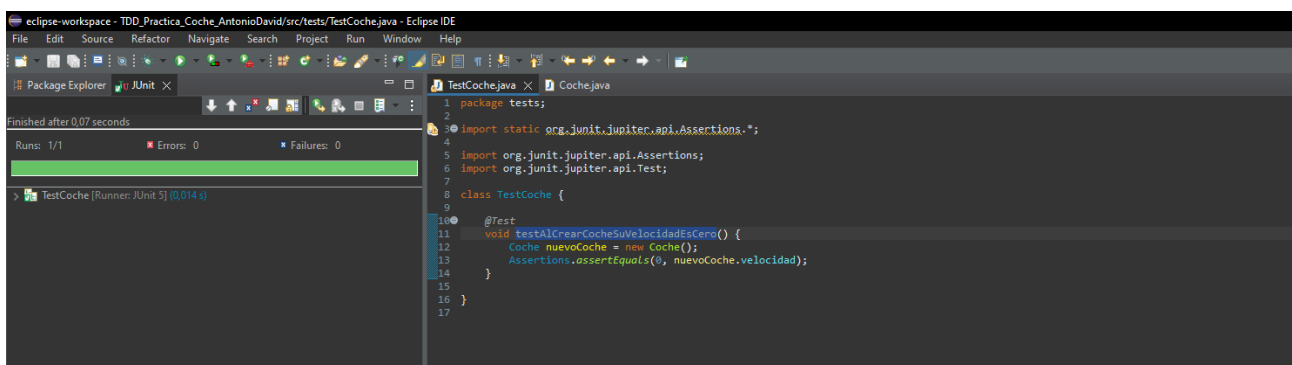 eclipse-workspace - TDD_Practica_Coche_AntonioDavid/src/tests/TestCoche.java - Eclipse IDE
File Edit Source Refactor Navigate Search Project Run Window Help
Package Explorer JUnit
Finished after 0,07 seconds
Runs: 1/1 Errors: 0 Failures: 0
TestCoche [Runner: JUnit 5] (0,014 s)
TestCoche.java Coche.java
1 package tests;
2
3 import static org.junit.jupiter.api.Assertions.*;
4
5 import org.junit.jupiter.api.Assertions;
6 import org.junit.jupiter.api.Test;
7
8 class TestCoche {
9
10 @Test
11 void testAlCrearCocheSuVelocidadEsCero() {
12 Coche nuevoCoche = new Coche();
13 Assertions.assertEquals(0, nuevoCoche.velocidad);
14 }
15
16 }
17